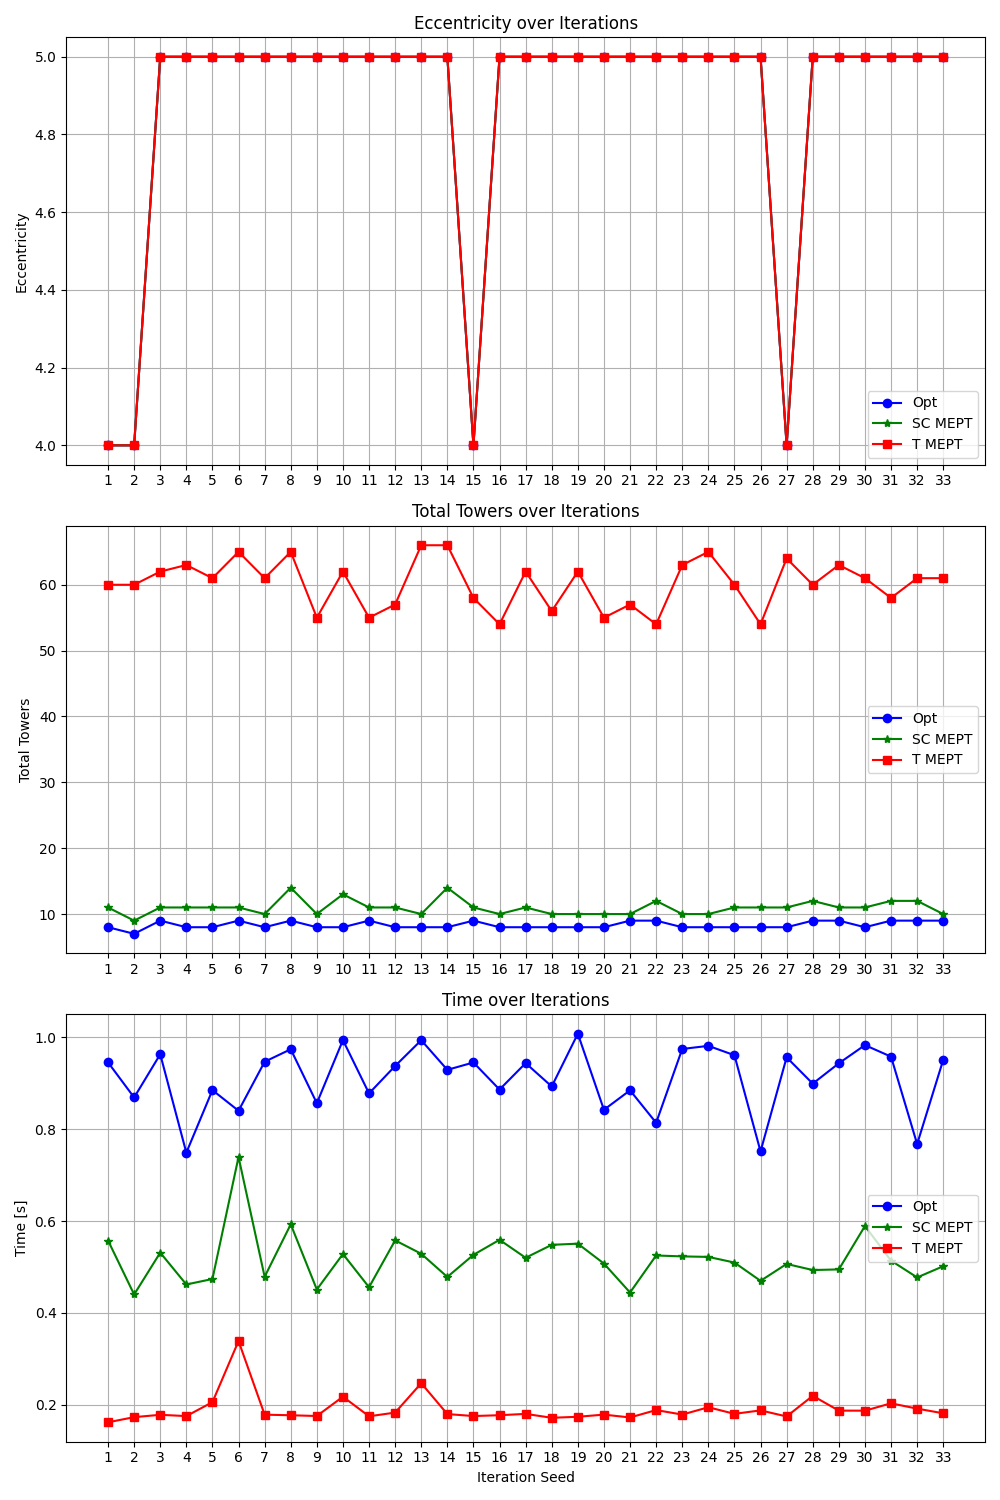 Eccentricity over Iterations
5.0
4.8
4.6
4.4
4.2
4.0
Eccentricity
Opt
SC MEPT
T MEPT
1 2 3 4 5 6 7 8 9 10 11 12 13 14 15 16 17 18 19 20 21 22 23 24 25 26 27 28 29 30 31 32 33
Total Towers over Iterations
60
50
40
30
20
10
Total Towers
Opt
SC MEPT
T MEPT
1 2 3 4 5 6 7 8 9 10 11 12 13 14 15 16 17 18 19 20 21 22 23 24 25 26 27 28 29 30 31 32 33
Time over Iterations
1.0
0.8
0.6
0.4
0.2
Time [s]
Opt
SC MEPT
T MEPT
1 2 3 4 5 6 7 8 9 10 11 12 13 14 15 16 17 18 19 20 21 22 23 24 25 26 27 28 29 30 31 32 33
Iteration Seed